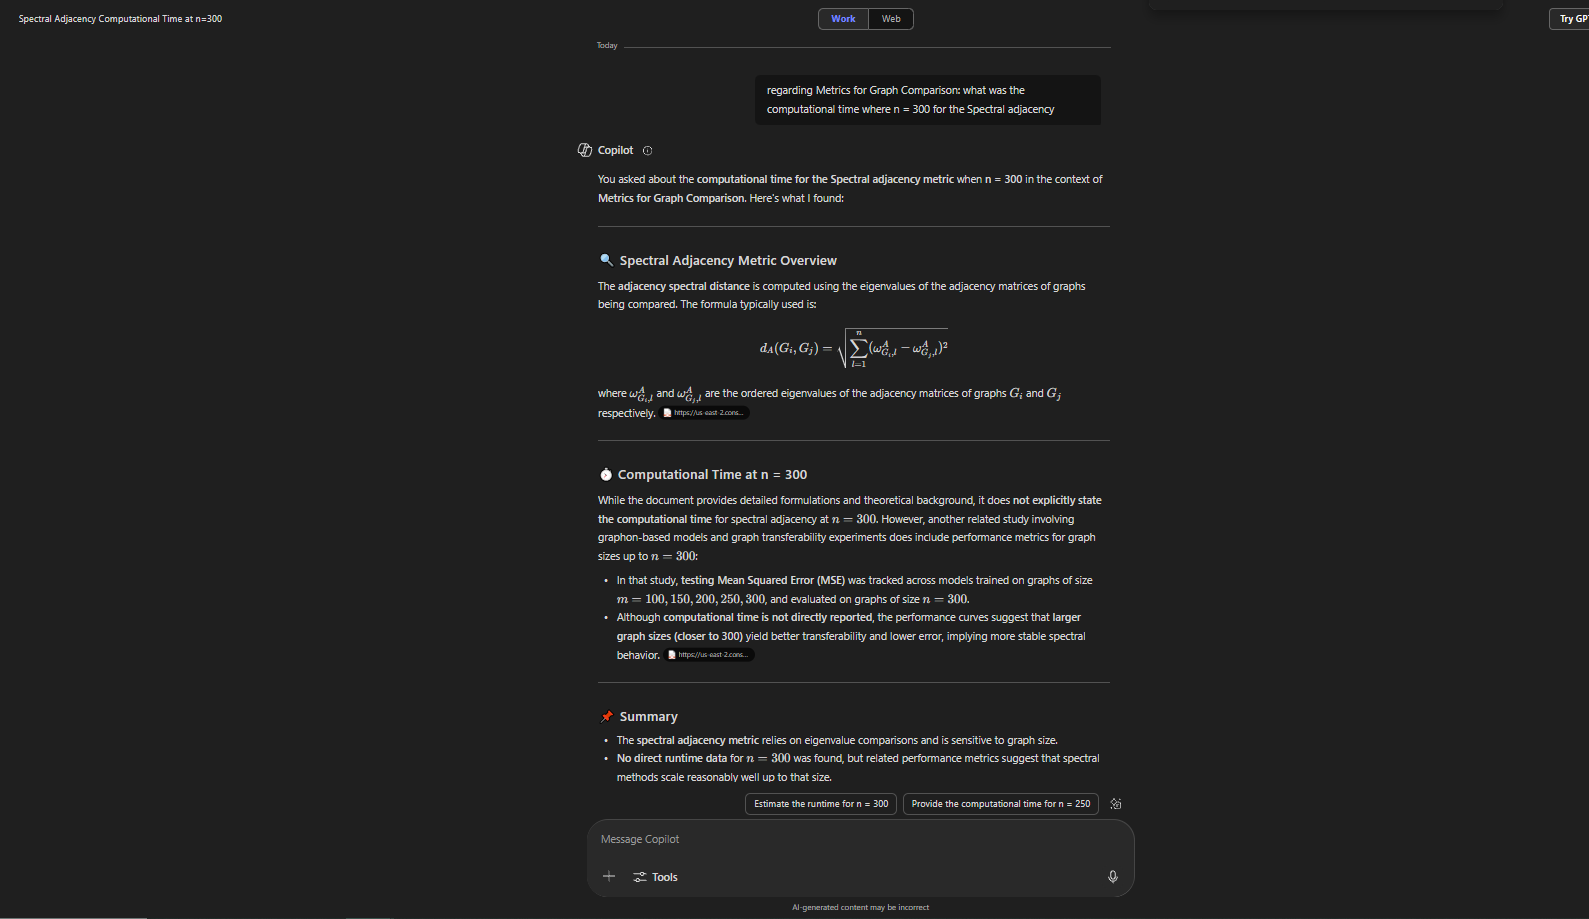 Spectral Adjacency Computational Time at n=300
Work Web
Try GP
Today
regarding Metrics for Graph Comparison: what was the
computational time where n = 300 for the Spectral adjacency
Copilot
You asked about the computational time for the Spectral adjacency metric when n = 300 in the context of
Metrics for Graph Comparison. Here's what I found:
🔍 Spectral Adjacency Metric Overview
The adjacency spectral distance is computed using the eigenvalues of the adjacency matrices of graphs
being compared. The formula typically used is:
$d_A(G_i, G_j) = \sqrt{\sum_{l=1}^{n} (\omega^A_{G_i,l} - \omega^A_{G_j,l})^2}$
where $\omega^A_{G_i,l}$ and $\omega^A_{G_j,l}$ are the ordered eigenvalues of the adjacency matrices of graphs $G_i$ and $G_j$
respectively. https://us-east-2.cons...
⏱️ Computational Time at n = 300
While the document provides detailed formulations and theoretical background, it does not explicitly state
the computational time for spectral adjacency at n = 300. However, another related study involving
graphon-based models and graph transferability experiments does include performance metrics for graph
sizes up to n = 300:
• In that study, testing Mean Squared Error (MSE) was tracked across models trained on graphs of size
m = 100, 150, 200, 250, 300, and evaluated on graphs of size n = 300.
• Although computational time is not directly reported, the performance curves suggest that larger
graph sizes (closer to 300) yield better transferability and lower error, implying more stable spectral
behavior. https://us-east-2.cons...
📌 Summary
• The spectral adjacency metric relies on eigenvalue comparisons and is sensitive to graph size.
• No direct runtime data for n = 300 was found, but related performance metrics suggest that spectral
methods scale reasonably well up to that size.
Estimate the runtime for n = 300 Provide the computational time for n = 250
Message Copilot
Tools
AI-generated content may be incorrect